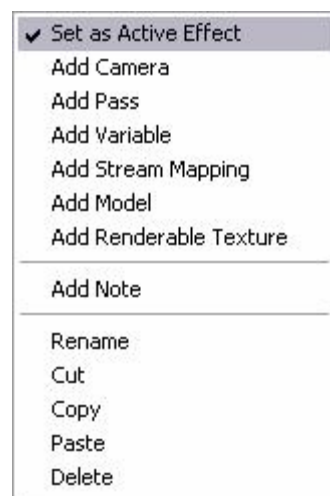 Set as Active Effect
Add Camera
Add Pass
Add Variable
Add Stream Mapping
Add Model
Add Renderable Texture
Add Note
Rename
Cut
Copy
Paste
Delete